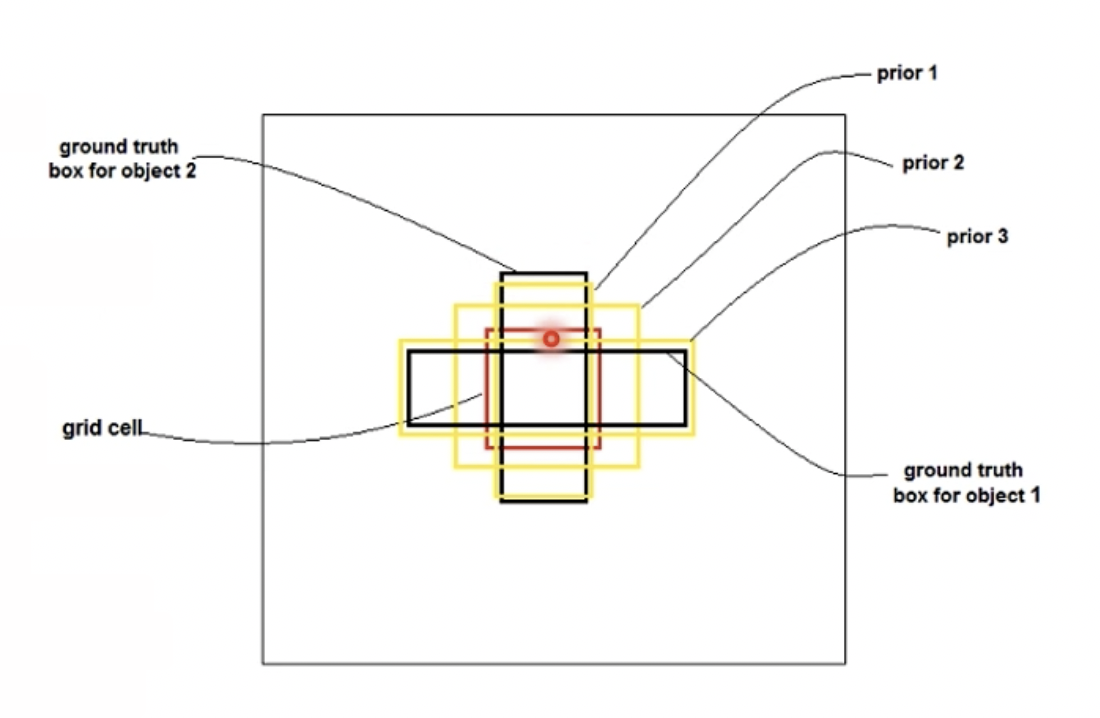 prior 1
ground truth
box for object 2
prior 2
prior 3
grid cell
ground truth
box for object 1